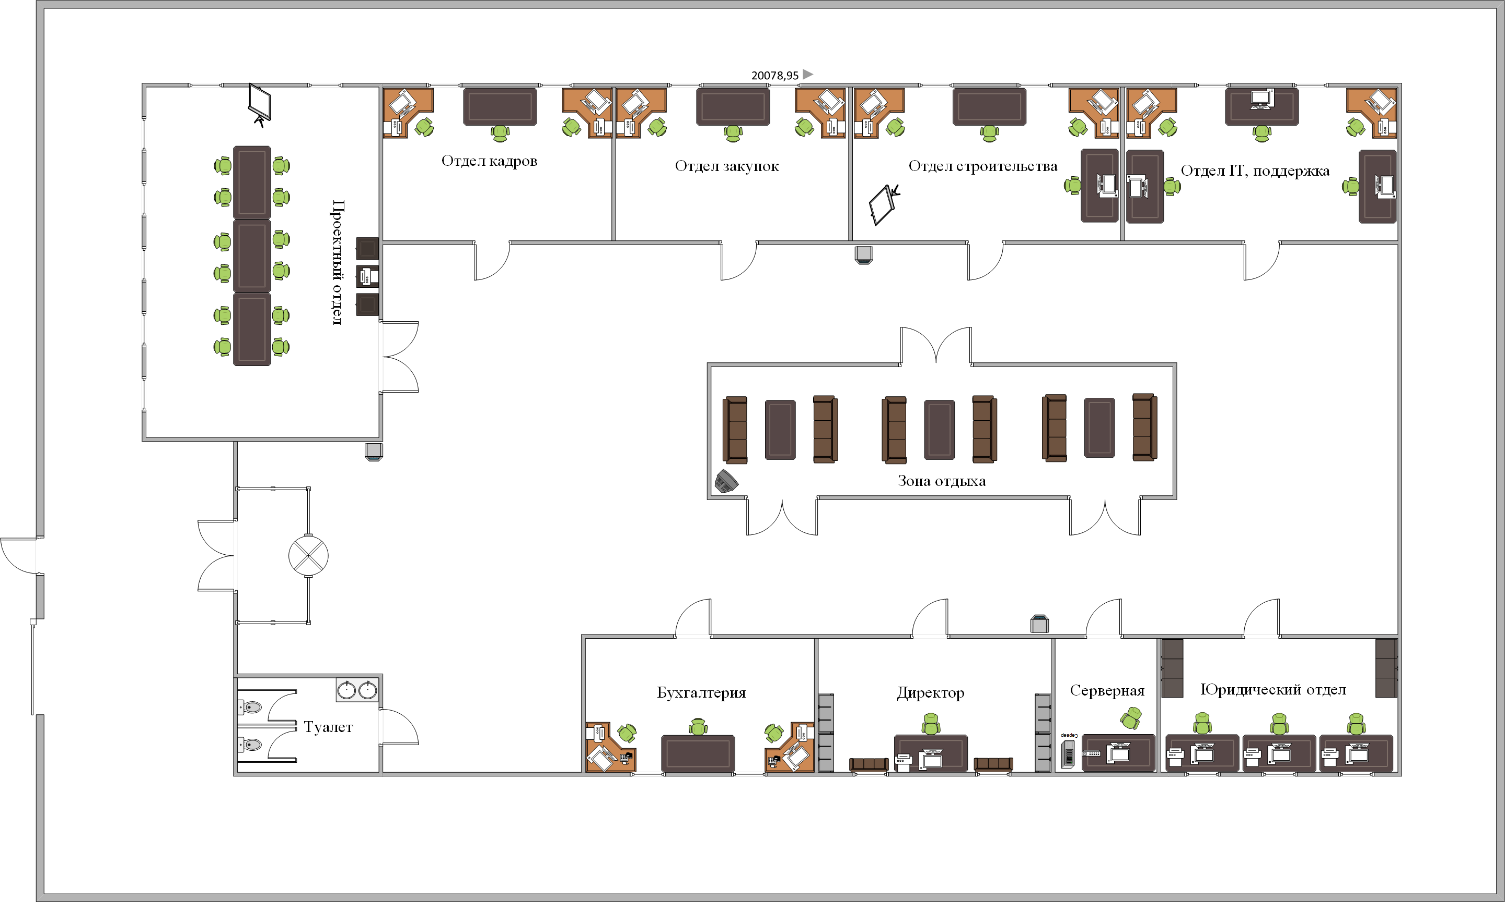 20078,95
Отдел кадров
Отдел закупок
Отдел строительства
Отдел IT, поддержка
Проектный отдел
Зона отдыха
Бухгалтерия
Директор
Серверная
Юридический отдел
Туалет
Сервер